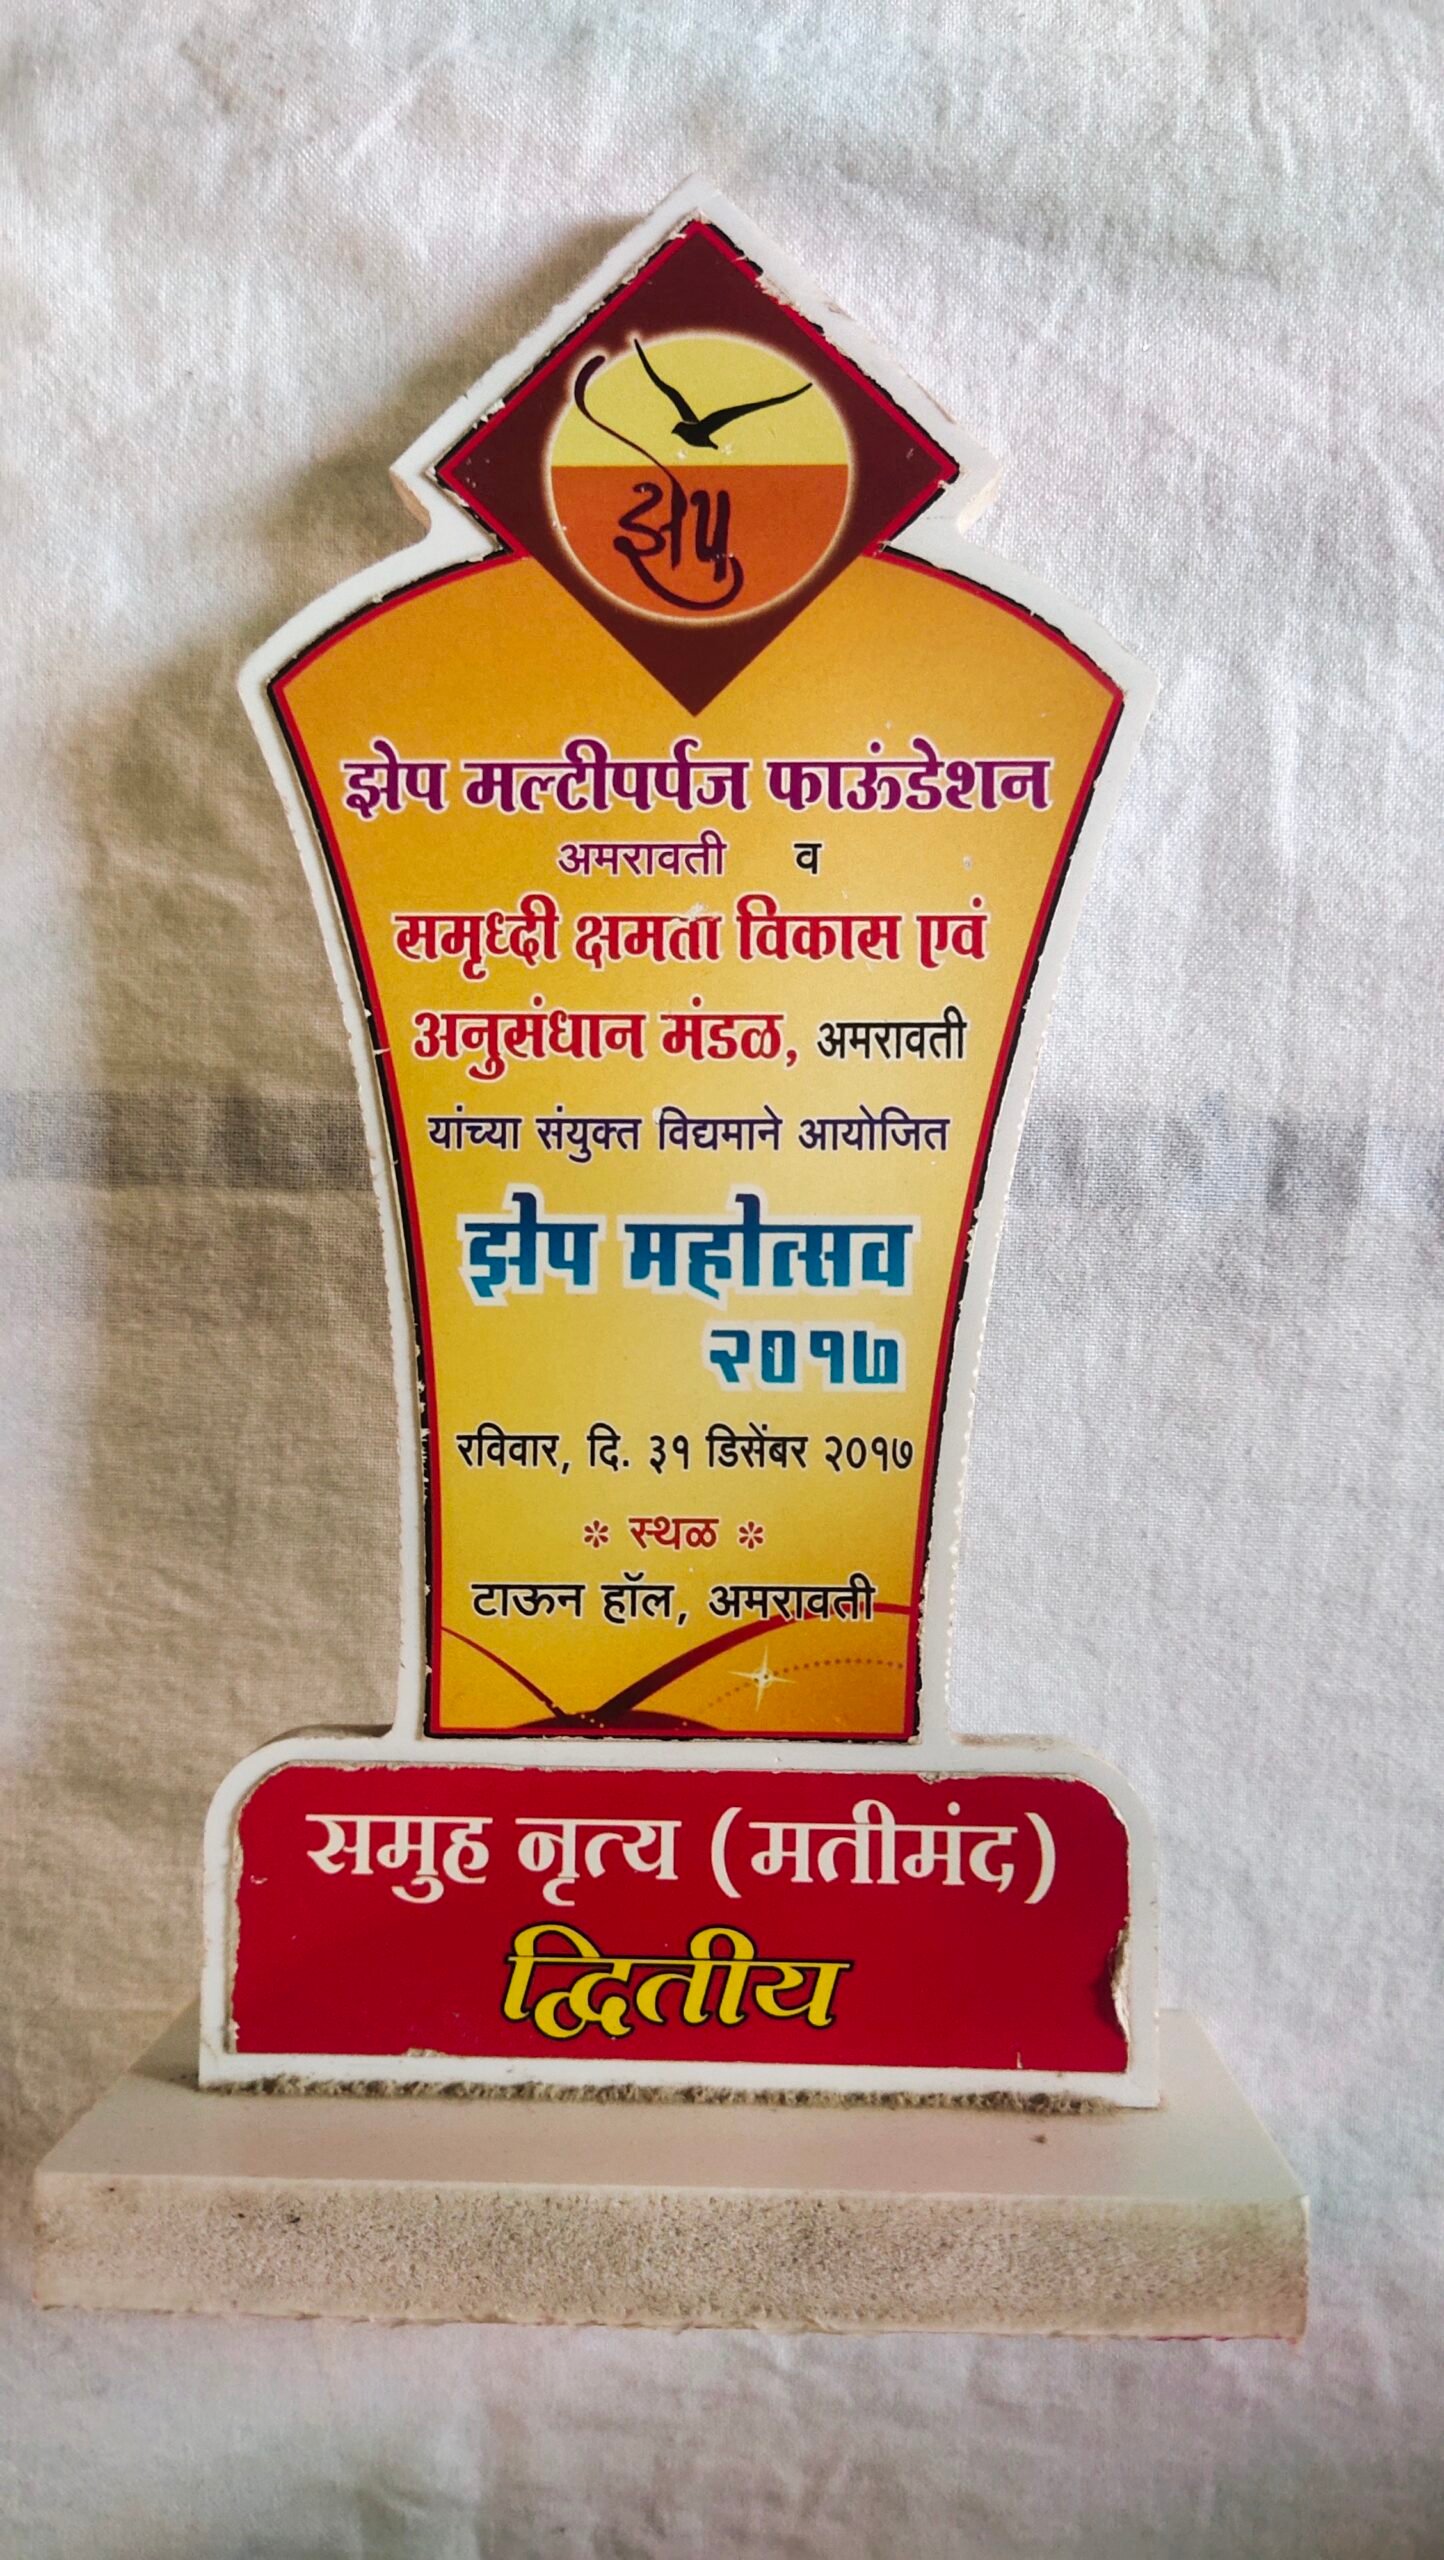 झेप
झेप मल्टीपर्पज फाऊंडेशन
अमरावती व
समृध्दी क्षमता विकास एवं
अनुसंधान मंडळ, अमरावती
यांच्या संयुक्त विद्यमाने आयोजित
झेप महोत्सव
२०१७
रविवार, दि. ३१ डिसेंबर २०१७
* स्थळ *
टाऊन हॉल, अमरावती
समुह नृत्य (मतीमंद)
द्वितीय